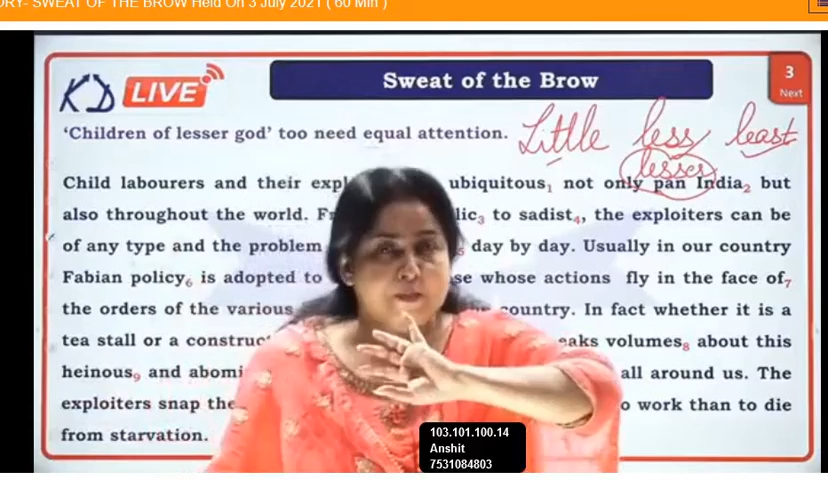 ORY- SWEAT OF THE BROW Held On 3 July 2021 ( 60 Min )
KD LIVE
Sweat of the Brow
3
Next
'Children of lesser god' too need equal attention.
Little less least
lesser
Child labourers and their expl ubiquitous1 not only pan India2 but
also throughout the world. F lic3 to sadist4, the exploiters can be
of any type and the problem 5 day by day. Usually in our country
Fabian policy6 is adopted to se whose actions fly in the face of7
the orders of the various country. In fact whether it is a
tea stall or a construc eaks volumes8 about this
heinous9 and abomi all around us. The
exploiters snap the o work than to die
from starvation.
103.101.100.14
Anshit
7531084803